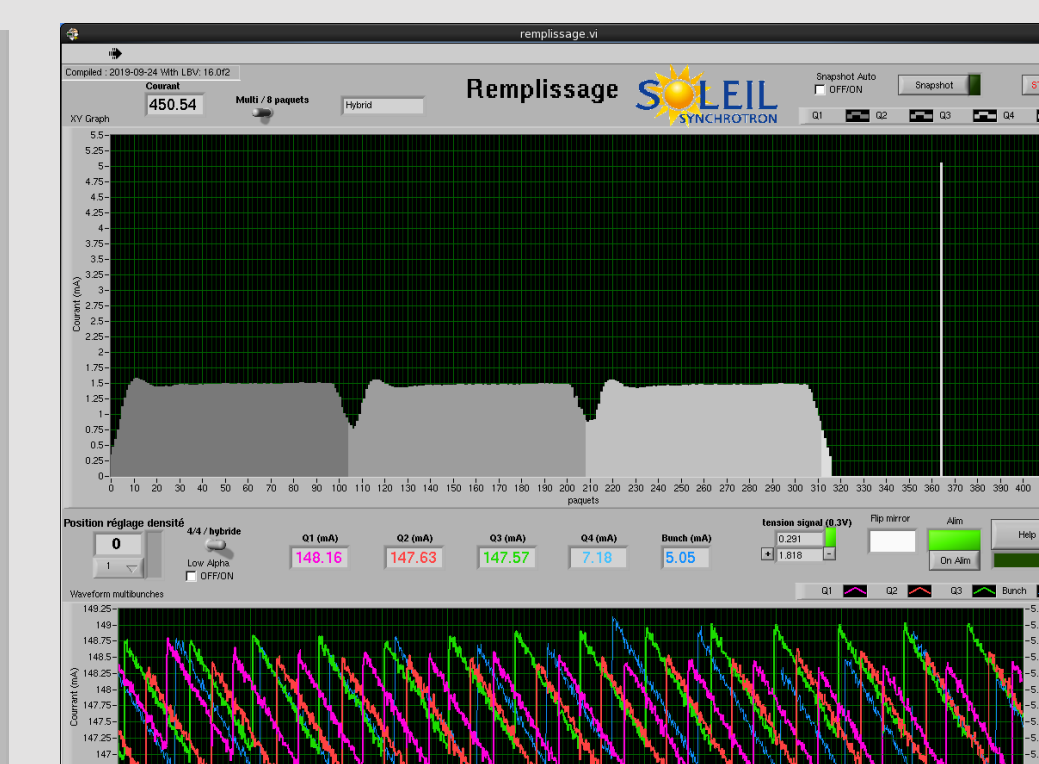 remplissage.vi
Compiled : 2019-09-24 With LBV: 16.0f2
Courant
450.54
Multi / 8 paquets
Hybrid
Remplissage
SOLEIL
SYNCHROTRON
Snapshot Auto
OFF/ON
Snapshot
XY Graph
Q1 Q2 Q3 Q4
5.5
5.25
5
4.75
4.5
4.25
4
3.75
3.5
3.25
3
2.75
2.5
2.25
2
1.75
1.5
1.25
1
0.75
0.5
0.25
0
Courant (mA)
0 10 20 30 40 50 60 70 80 90 100 110 120 130 140 150 160 170 180 190 200 210 220 230 240 250 260 270 280 290 300 310 320 330 340 350 360 370 380 390 400
paquets
Position réglage densité
0
1
4/4 / hybride
Low Alpha
OFF/ON
Q1 (mA) Q2 (mA) Q3 (mA) Q4 (mA) Bunch (mA)
148.16 147.63 147.57 7.18 5.05
tension signal (0,3V)
0.291
+ 1.818 -
Flip mirror
Alim
On Alim
Help
Waveform multibunches
Q1 Q2 Q3 Bunch
149.25
149
148.75
148.5
148.25
148
147.75
147.5
147.25
147
Courrant (mA)